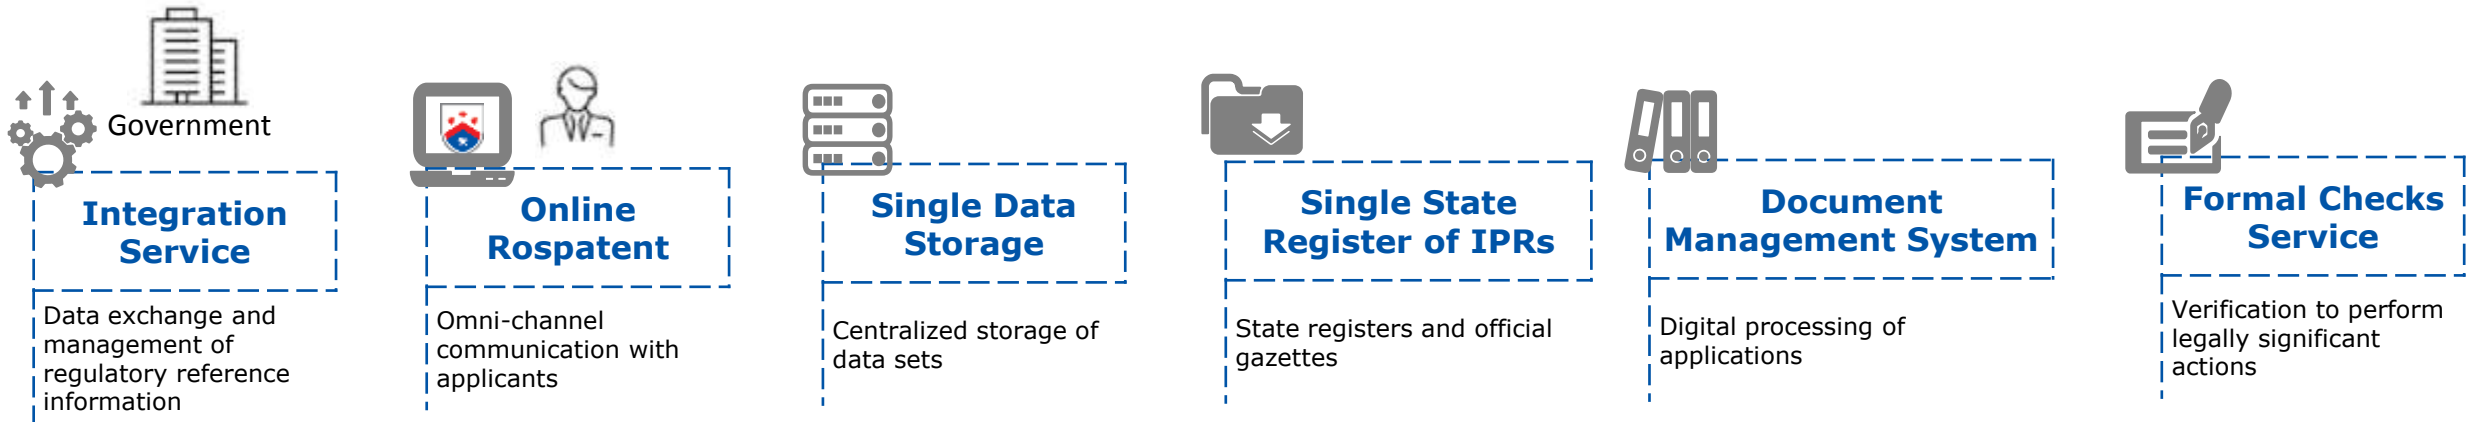 Government
Integration
Service
Data exchange and
management of
regulatory reference
information
Online
Rospatent
Omni-channel
communication with
applicants
Single Data
Storage
Centralized storage of
data sets
Single State
Register of IPRs
State registers and official
gazettes
Document
Management System
Digital processing of
applications
Formal Checks
Service
Verification to perform
legally significant
actions